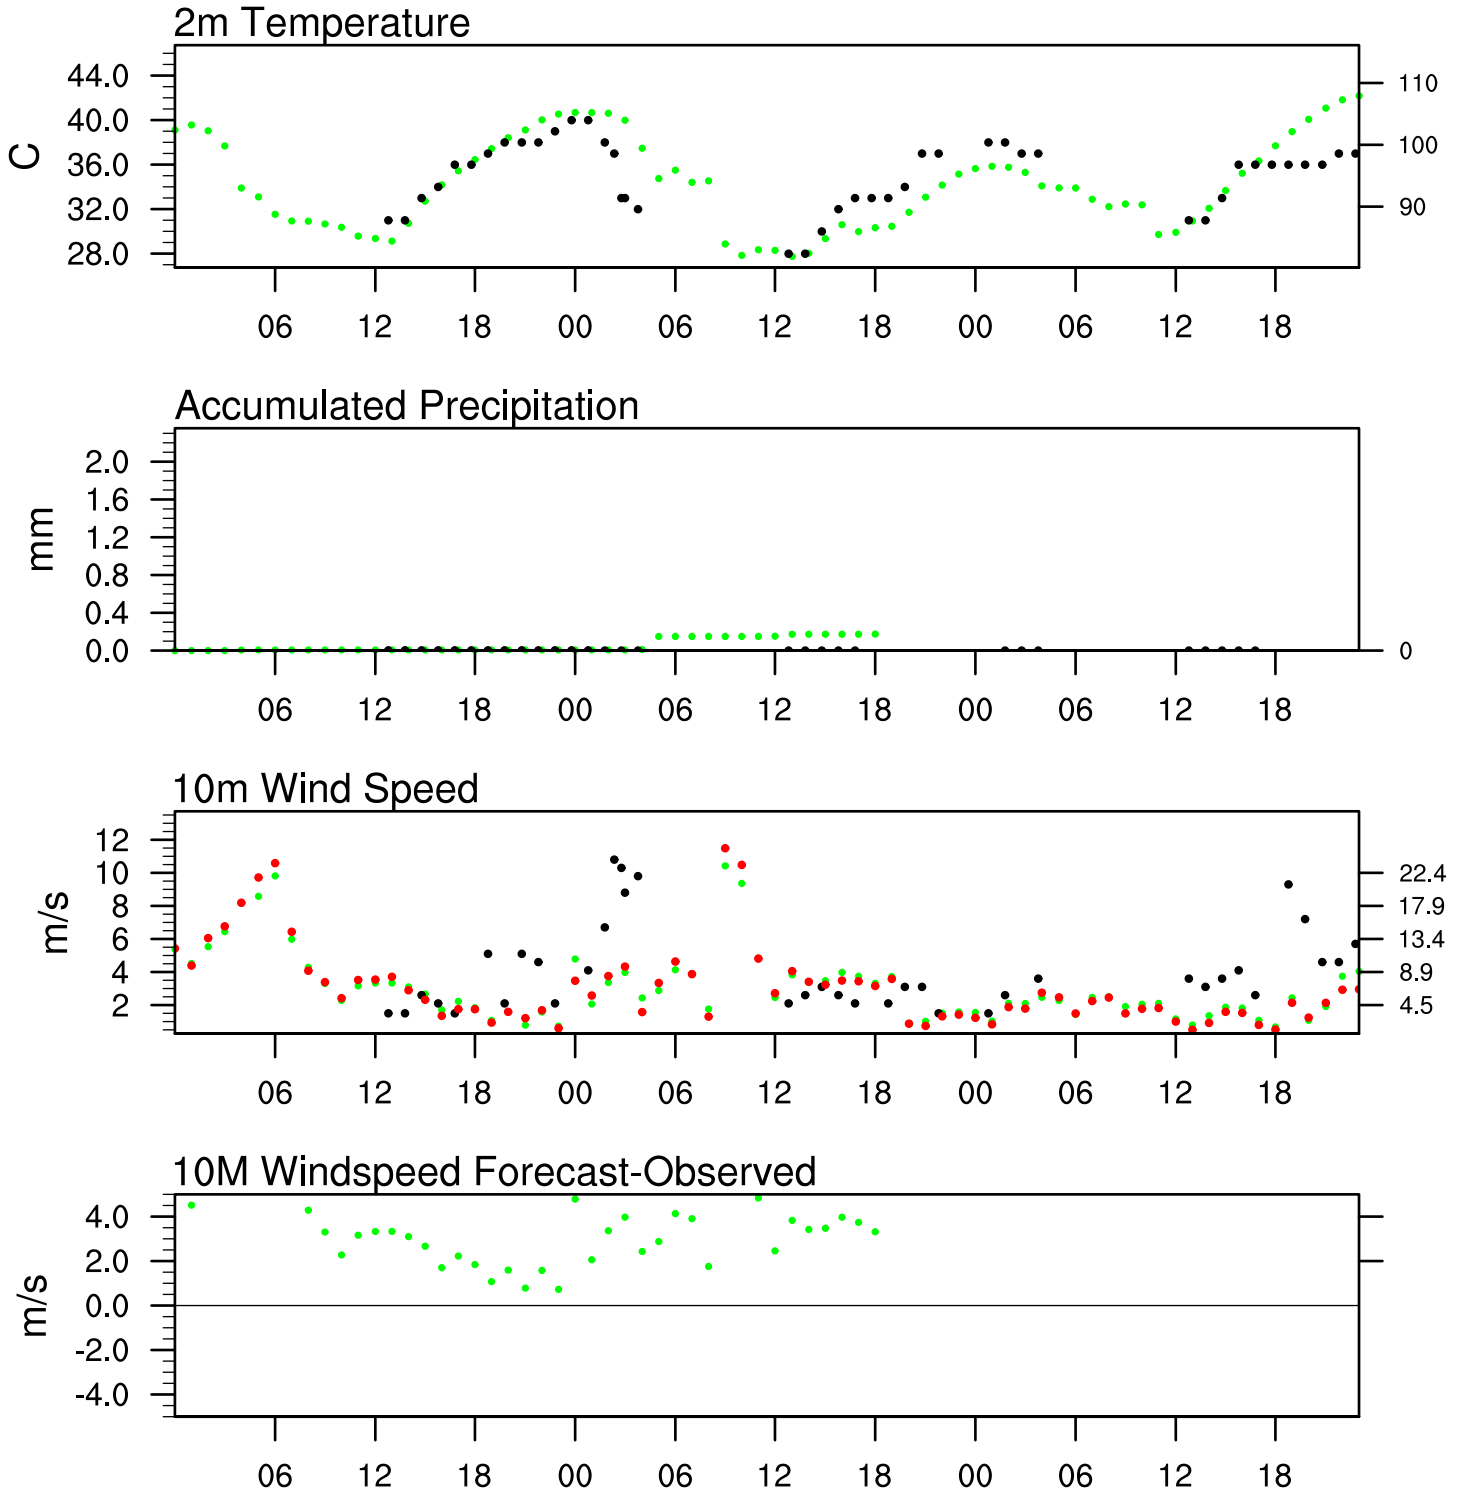 2m Temperature
44.0
40.0
36.0
32.0
28.0
C
110
100
90
06 12 18 00 06 12 18 00 06 12 18
Accumulated Precipitation
2.0
1.6
1.2
0.8
0.4
0.0
mm
0
06 12 18 00 06 12 18 00 06 12 18
10m Wind Speed
12
10
8
6
4
2
m/s
22.4
17.9
13.4
8.9
4.5
06 12 18 00 06 12 18 00 06 12 18
10M Windspeed Forecast-Observed
4.0
2.0
0.0
-2.0
-4.0
m/s
06 12 18 00 06 12 18 00 06 12 18